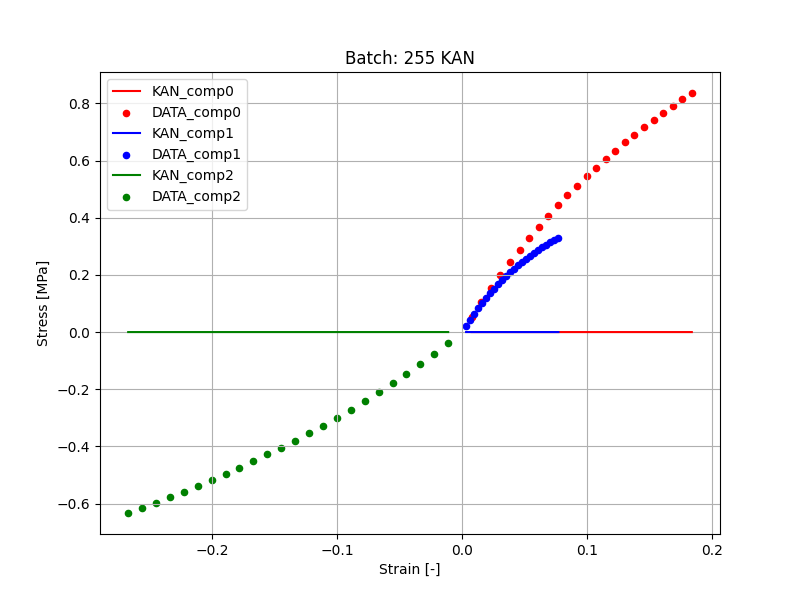 Batch: 255 KAN
KAN_comp0
DATA_comp0
KAN_comp1
DATA_comp1
KAN_comp2
DATA_comp2
0.8
0.6
0.4
0.2
0.0
−0.2
−0.4
−0.6
Stress [MPa]
−0.2
−0.1
0.0
0.1
0.2
Strain [-]